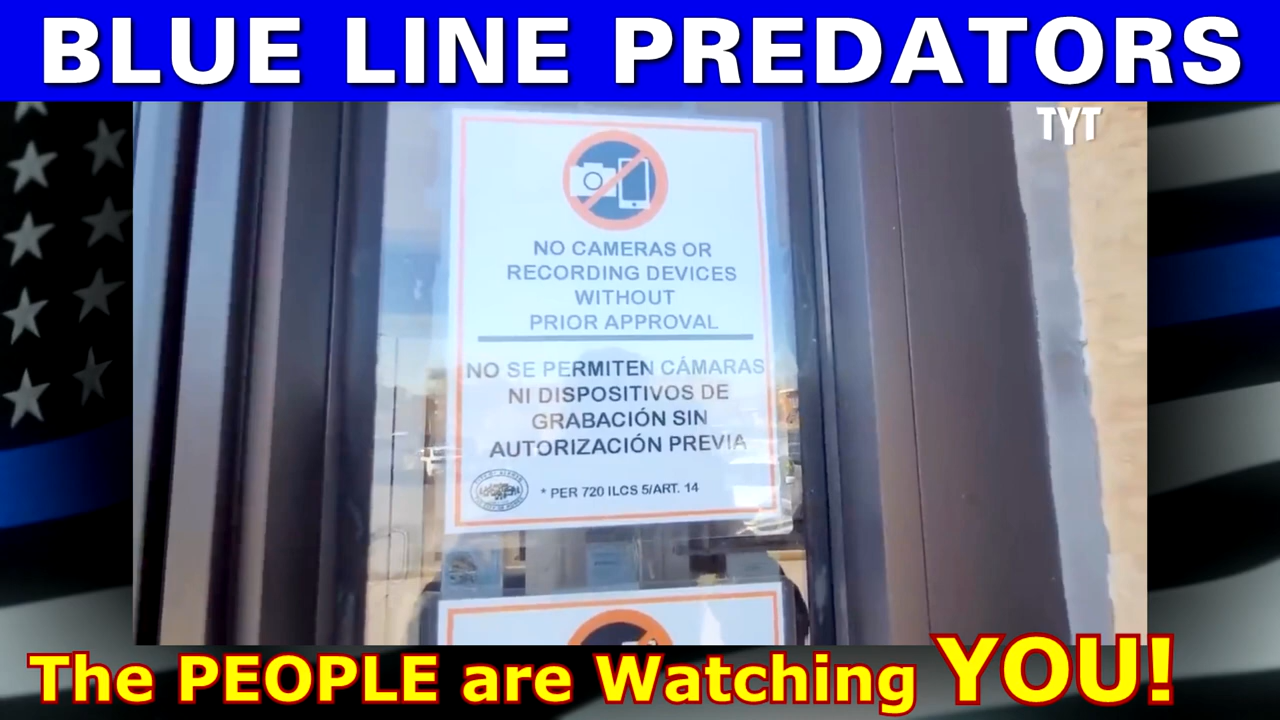 BLUE LINE PREDATORS
TYT
NO CAMERAS OR
RECORDING DEVICES
WITHOUT
PRIOR APPROVAL
NO SE PERMITEN CÁMARAS
NI DISPOSITIVOS DE
GRABACIÓN SIN
AUTORIZACIÓN PREVIA
* PER 720 ILCS 5/ART. 14
The PEOPLE are Watching YOU!